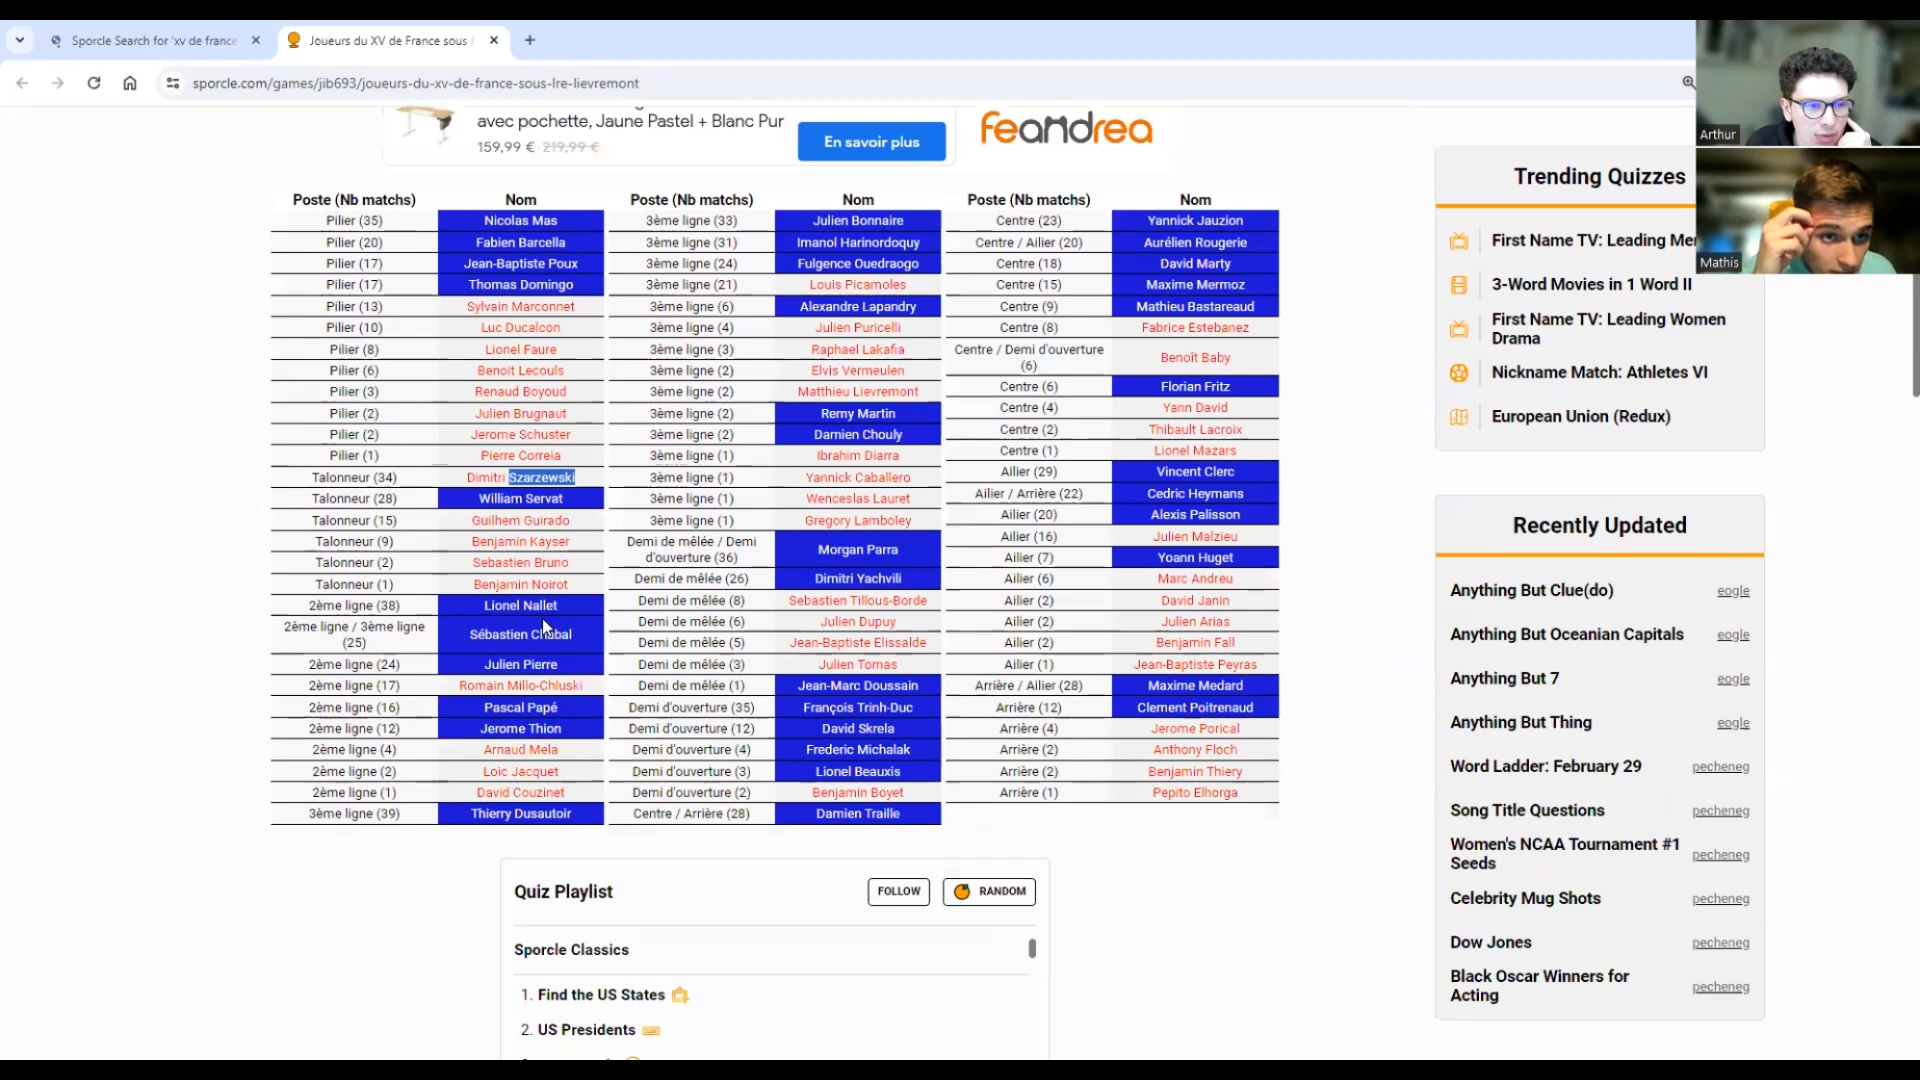 Sporcle Search for 'xv de france
Joueurs du XV de France sous l
sporcle.com/games/jib693/joueurs-du-xv-de-france-sous-lre-lievremont
avec pochette, Jaune Pastel + Blanc Pur
159,99 € 219,99 €
En savoir plus
feandrea
Arthur
Mathis
Poste (Nb matchs) Nom Poste (Nb matchs) Nom Poste (Nb matchs) Nom
Pilier (35) Nicolas Mas
Pilier (20) Fabien Barcella
Pilier (17) Jean-Baptiste Poux
Pilier (17) Thomas Domingo
Pilier (13) Sylvain Marconnet
Pilier (10) Luc Ducalcon
Pilier (8) Lionel Faure
Pilier (6) Benoit Lecouls
Pilier (3) Renaud Boyoud
Pilier (2) Julien Brugnaut
Pilier (2) Jerome Schuster
Pilier (1) Pierre Correia
Talonneur (34) Dimitri Szarzewski
Talonneur (28) William Servat
Talonneur (15) Guilhem Guirado
Talonneur (9) Benjamin Kayser
Talonneur (2) Sebastien Bruno
Talonneur (1) Benjamin Noirot
2ème ligne (38) Lionel Nallet
2ème ligne / 3ème ligne
(25) Sébastien Chabal
2ème ligne (24) Julien Pierre
2ème ligne (17) Romain Millo-Chluski
2ème ligne (16) Pascal Papé
2ème ligne (12) Jerome Thion
2ème ligne (4) Arnaud Mela
2ème ligne (2) Loic Jacquet
2ème ligne (1) David Couzinet
3ème ligne (39) Thierry Dusautoir
3ème ligne (33) Julien Bonnaire
3ème ligne (31) Imanol Harinordoquy
3ème ligne (24) Fulgence Ouedraogo
3ème ligne (21) Louis Picamoles
3ème ligne (6) Alexandre Lapandry
3ème ligne (4) Julien Puricelli
3ème ligne (3) Raphael Lakafia
3ème ligne (2) Elvis Vermeulen
3ème ligne (2) Matthieu Lievremont
3ème ligne (2) Remy Martin
3ème ligne (2) Damien Chouly
3ème ligne (1) Ibrahim Diarra
3ème ligne (1) Yannick Caballero
3ème ligne (1) Wenceslas Lauret
3ème ligne (1) Gregory Lamboley
Demi de mêlée / Demi
d'ouverture (36) Morgan Parra
Demi de mêlée (26) Dimitri Yachvili
Demi de mêlée (8) Sebastien Tillous-Borde
Demi de mêlée (6) Julien Dupuy
Demi de mêlée (5) Jean-Baptiste Elissalde
Demi de mêlée (3) Julien Tomas
Demi de mêlée (1) Jean-Marc Doussain
Demi d'ouverture (35) François Trinh-Duc
Demi d'ouverture (12) David Skrela
Demi d'ouverture (4) Frederic Michalak
Demi d'ouverture (3) Lionel Beauxis
Demi d'ouverture (2) Benjamin Boyet
Centre / Arrière (28) Damien Traille
Centre (23) Yannick Jauzion
Centre / Ailier (20) Aurélien Rougerie
Centre (18) David Marty
Centre (15) Maxime Mermoz
Centre (9) Mathieu Bastareaud
Centre (8) Fabrice Estebanez
Centre / Demi d'ouverture
(6) Benoît Baby
Centre (6) Florian Fritz
Centre (4) Yann David
Centre (2) Thibault Lacroix
Centre (1) Lionel Mazars
Ailier (29) Vincent Clerc
Ailier / Arrière (22) Cedric Heymans
Ailier (20) Alexis Palisson
Ailier (16) Julien Malzieu
Ailier (7) Yoann Huget
Ailier (6) Marc Andreu
Ailier (2) David Janin
Ailier (2) Julien Arias
Ailier (2) Benjamin Fall
Ailier (1) Jean-Baptiste Peyras
Arrière / Ailier (28) Maxime Medard
Arrière (12) Clement Poitrenaud
Arrière (4) Jerome Porical
Arrière (2) Anthony Floch
Arrière (2) Benjamin Thiery
Arrière (1) Pepito Elhorga
Quiz Playlist
FOLLOW
RANDOM
Sporcle Classics
1. Find the US States
2. US Presidents
Trending Quizzes
First Name TV: Leading Me
3-Word Movies in 1 Word II
First Name TV: Leading Women
Drama
Nickname Match: Athletes VI
European Union (Redux)
Recently Updated
Anything But Clue(do) eogle
Anything But Oceanian Capitals eogle
Anything But 7 eogle
Anything But Thing eogle
Word Ladder: February 29 pecheneg
Song Title Questions pecheneg
Women's NCAA Tournament #1
Seeds pecheneg
Celebrity Mug Shots pecheneg
Dow Jones pecheneg
Black Oscar Winners for
Acting pecheneg